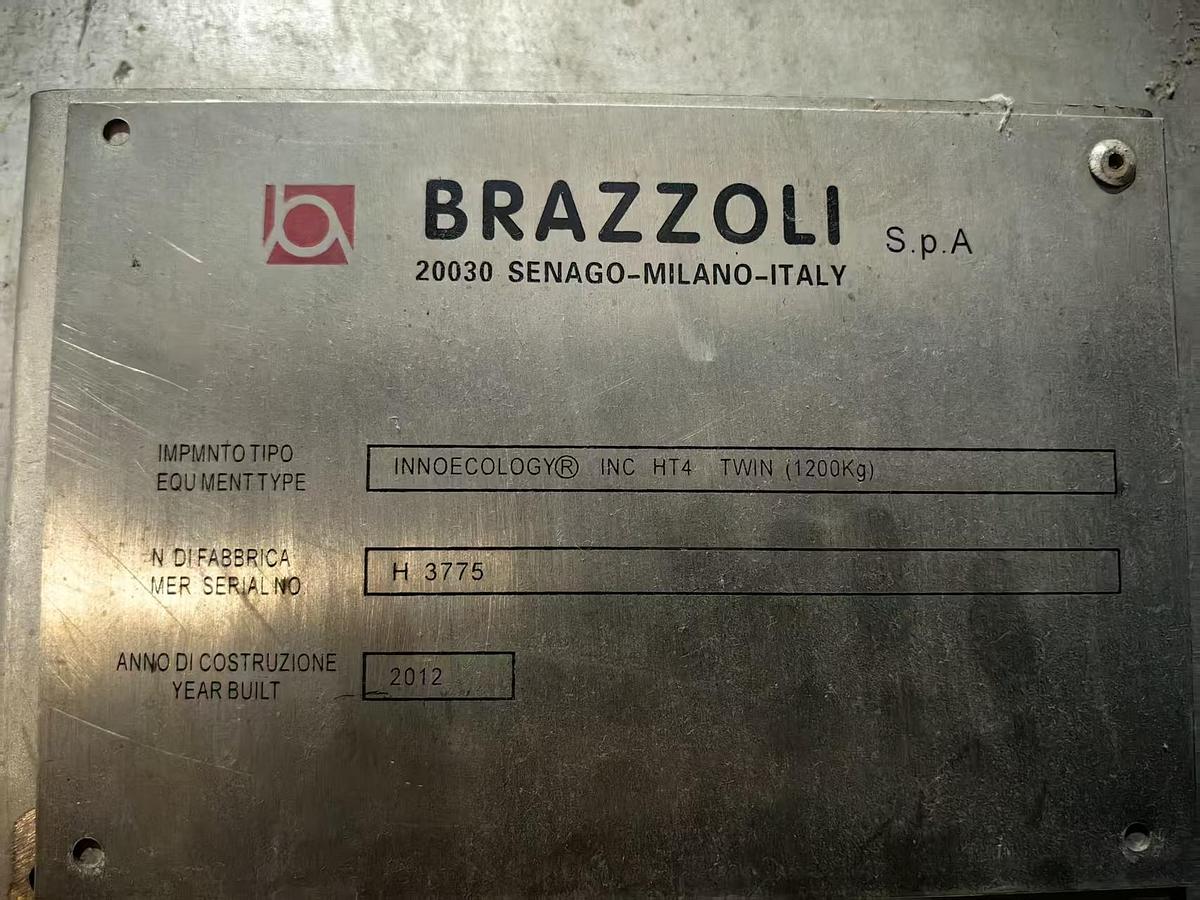 BRAZZOLI S.p.A
20030 SENAGO-MILANO-ITALY
IMPMNTO TIPO
EQUMENT TYPE
INNOECOLOGY® INC HT4 TWIN (1200Kg)
N DI FABBRICA
MER SERIAL NO
H 3775
ANNO DI COSTRUZIONE
YEAR BUILT
2012